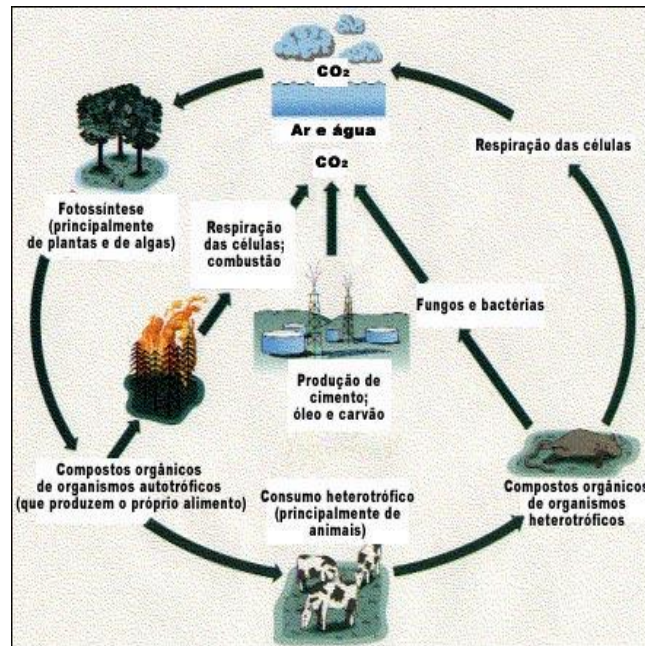 CO₂
Ar e água
CO₂
Respiração das células
Fotossíntese
(principalmente
de plantas e de algas)
Respiração
das células;
combustão
Fungos e bactérias
Produção de
cimento;
óleo e carvão
Compostos orgânicos
de organismos autotróficos
(que produzem o próprio alimento)
Consumo heterotrófico
(principalmente de
animais)
Compostos orgânicos
de organismos
heterotróficos